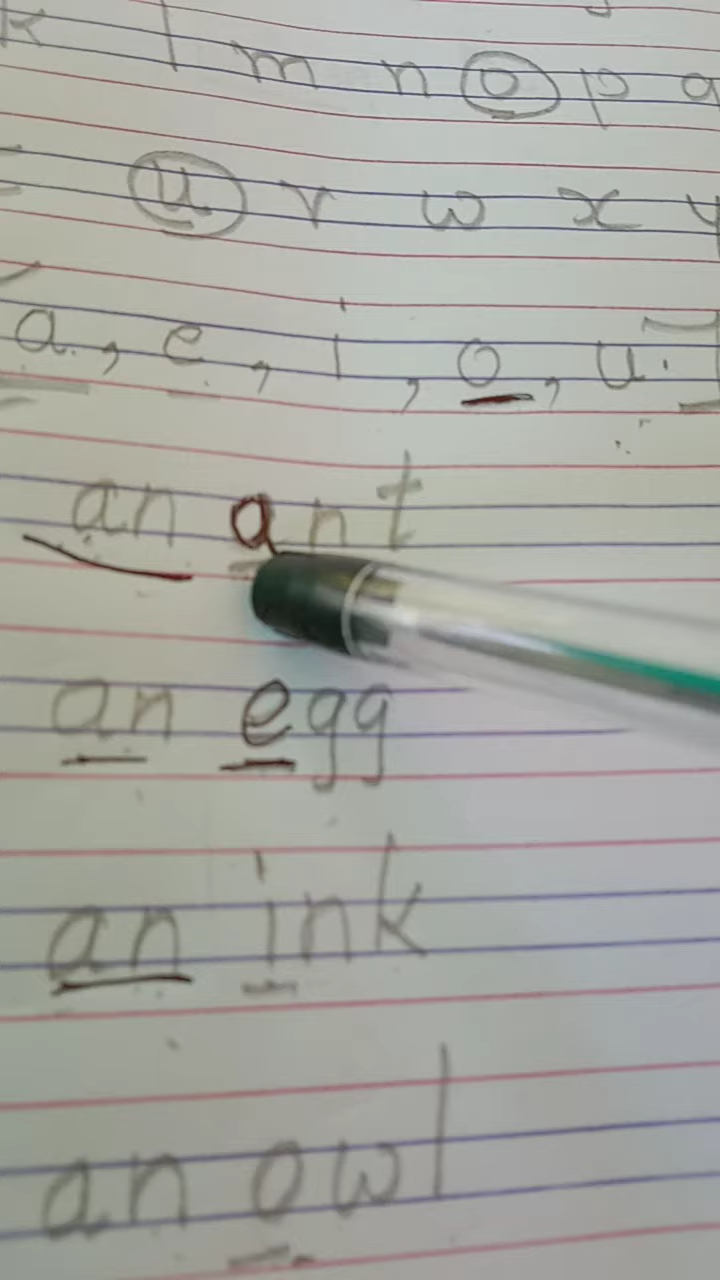 k l m n o p q
u v w x y
a, e, i, o, u.]
an ant
an egg
an ink
an owl